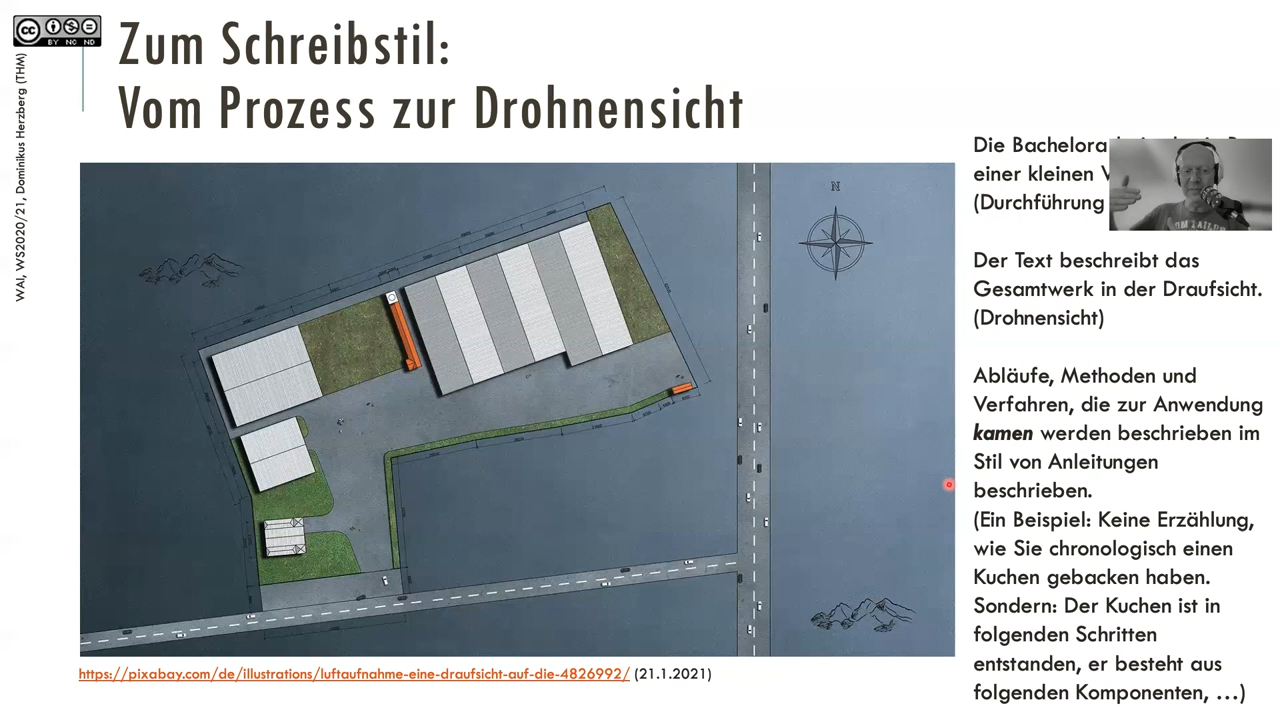 BY NC ND
WAI, WS2020/21, Dominikus Herzberg (THM)
Zum Schreibstil:
Vom Prozess zur Drohnensicht
Die
einer kleinen
(Durchführung
Der Text beschreibt das
Gesamtwerk in der Draufsicht.
(Drohnensicht)
Abläufe, Methoden und
Verfahren, die zur Anwendung
kamen werden beschrieben im
Stil von Anleitungen
beschrieben.
(Ein Beispiel: Keine Erzählung,
wie Sie chronologisch einen
Kuchen gebacken haben.
Sondern: Der Kuchen ist in
folgenden Schritten
entstanden, er besteht aus
folgenden Komponenten, …)
N
https://pixabay.com/de/illustrations/luftaufnahme-eine-draufsicht-auf-die-4826992/ (21.1.2021)